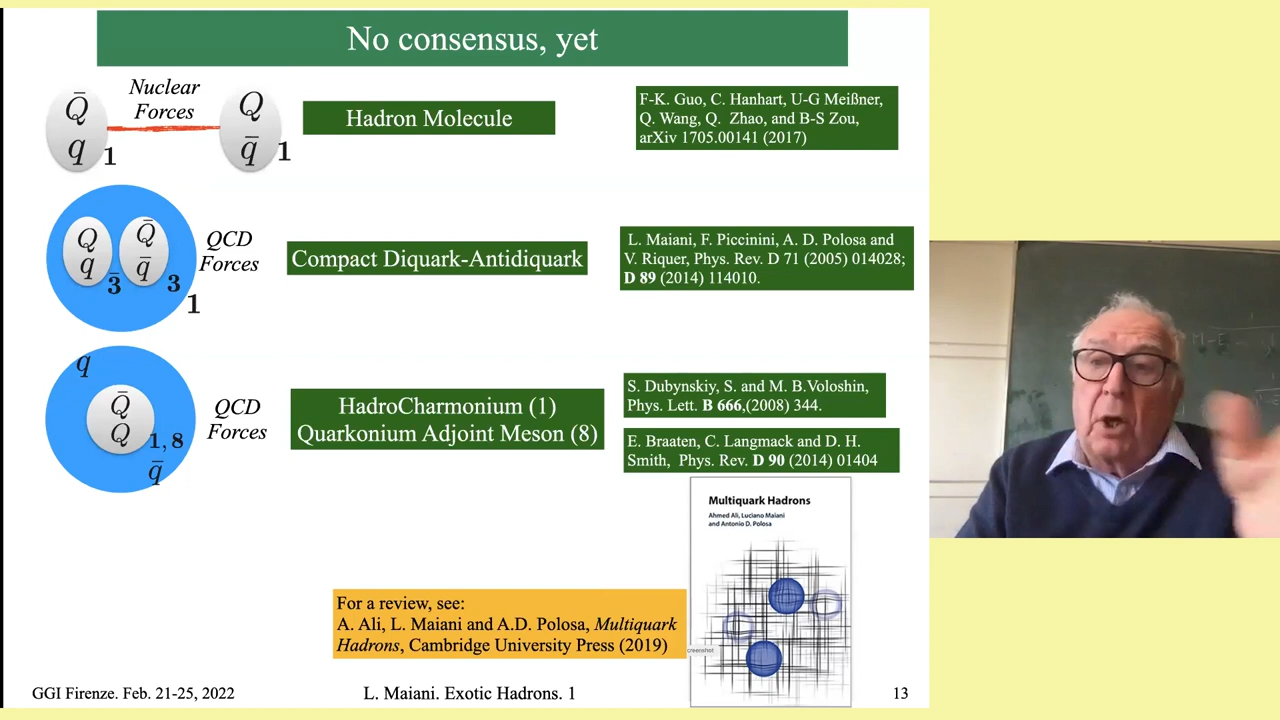 No consensus, yet
Nuclear
Forces
Q̄
q
1
Q
q̄
1
Hadron Molecule
F-K. Guo, C. Hanhart, U-G Meißner,
Q. Wang, Q. Zhao, and B-S Zou,
arXiv 1705.00141 (2017)
Q
q
3̄
Q̄
q̄
3
1
QCD
Forces
Compact Diquark-Antidiquark
L. Maiani, F. Piccinini, A. D. Polosa and
V. Riquer, Phys. Rev. D 71 (2005) 014028;
D 89 (2014) 114010.
q
Q̄
Q
1, 8
q̄
QCD
Forces
HadroCharmonium (1)
Quarkonium Adjoint Meson (8)
S. Dubynskiy, S. and M. B.Voloshin,
Phys. Lett. B 666,(2008) 344.
E. Braaten, C. Langmack and D. H.
Smith, Phys. Rev. D 90 (2014) 01404
Multiquark Hadrons
Ahmed Ali, Luciano Maiani
and Antonio D. Polosa
For a review, see:
A. Ali, L. Maiani and A.D. Polosa, Multiquark
Hadrons, Cambridge University Press (2019)
creenshot
GGI Firenze. Feb. 21-25, 2022
L. Maiani. Exotic Hadrons. 1
13